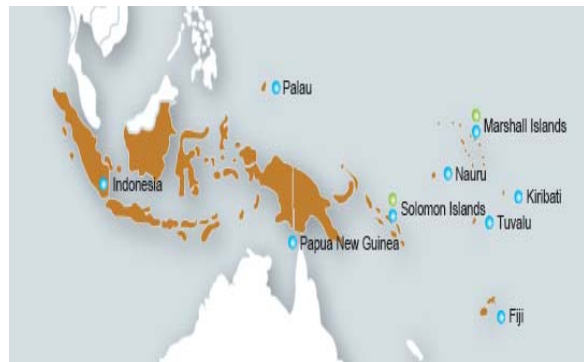 Palau
Marshall Islands
Nauru
Indonesia
Kiribati
Solomon Islands
Tuvalu
Papua New Guinea
Fiji